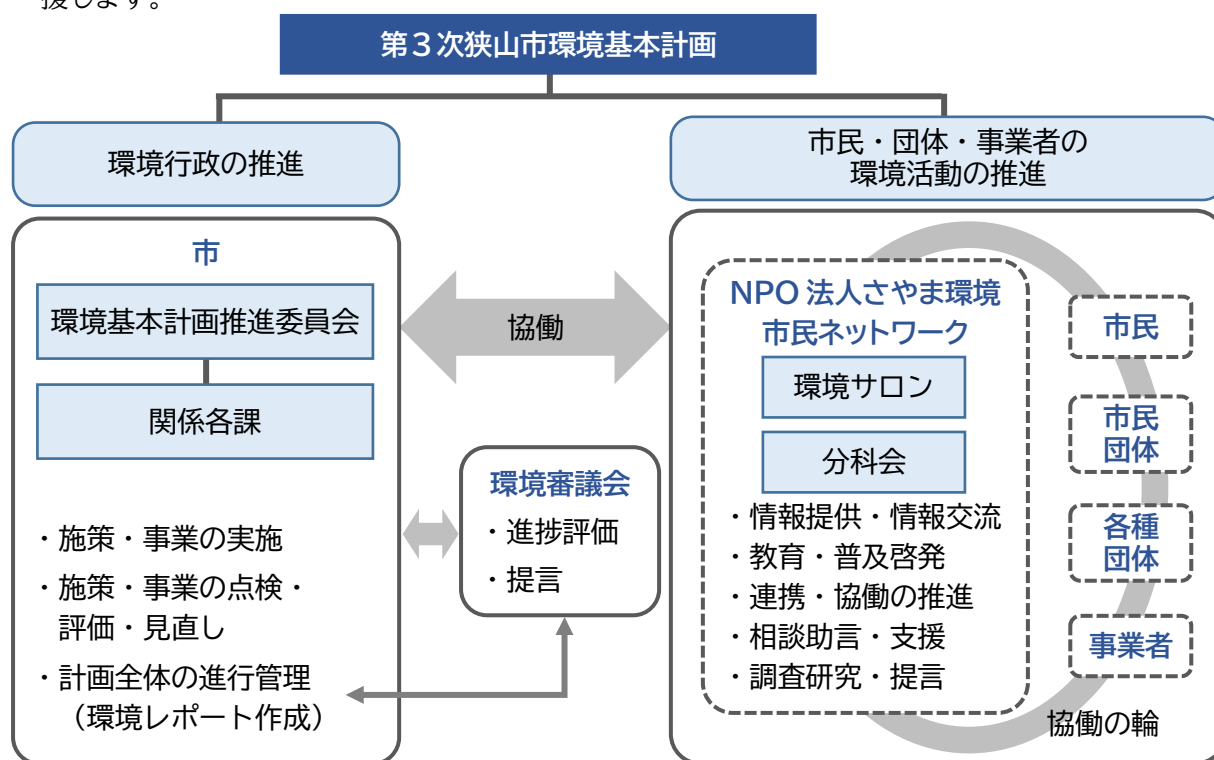 援します。
第３次狭山市環境基本計画
環境行政の推進
市民・団体・事業者の
環境活動の推進
市
環境基本計画推進委員会
関係各課
・施策・事業の実施
・施策・事業の点検・
評価・見直し
・計画全体の進行管理
（環境レポート作成）
協働
環境審議会
・進捗評価
・提言
NPO 法人さやま環境
市民ネットワーク
環境サロン
分科会
・情報提供・情報交流
・教育・普及啓発
・連携・協働の推進
・相談助言・支援
・調査研究・提言
市民
市民
団体
各種
団体
事業者
協働の輪